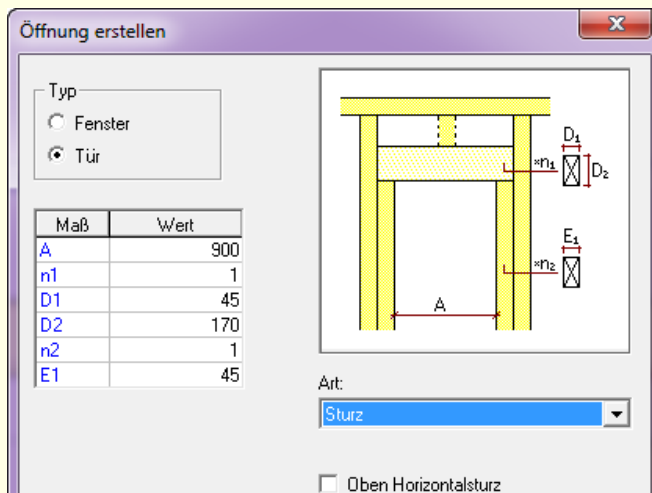 Öffnung erstellen
Typ
Fenster
Tür
Maß Wert
A 900
n1 1
D1 45
D2 170
n2 1
E1 45
D₁
*n₁ D₂
E₁
*n₂
A
Art:
Sturz
Oben Horizontalsturz